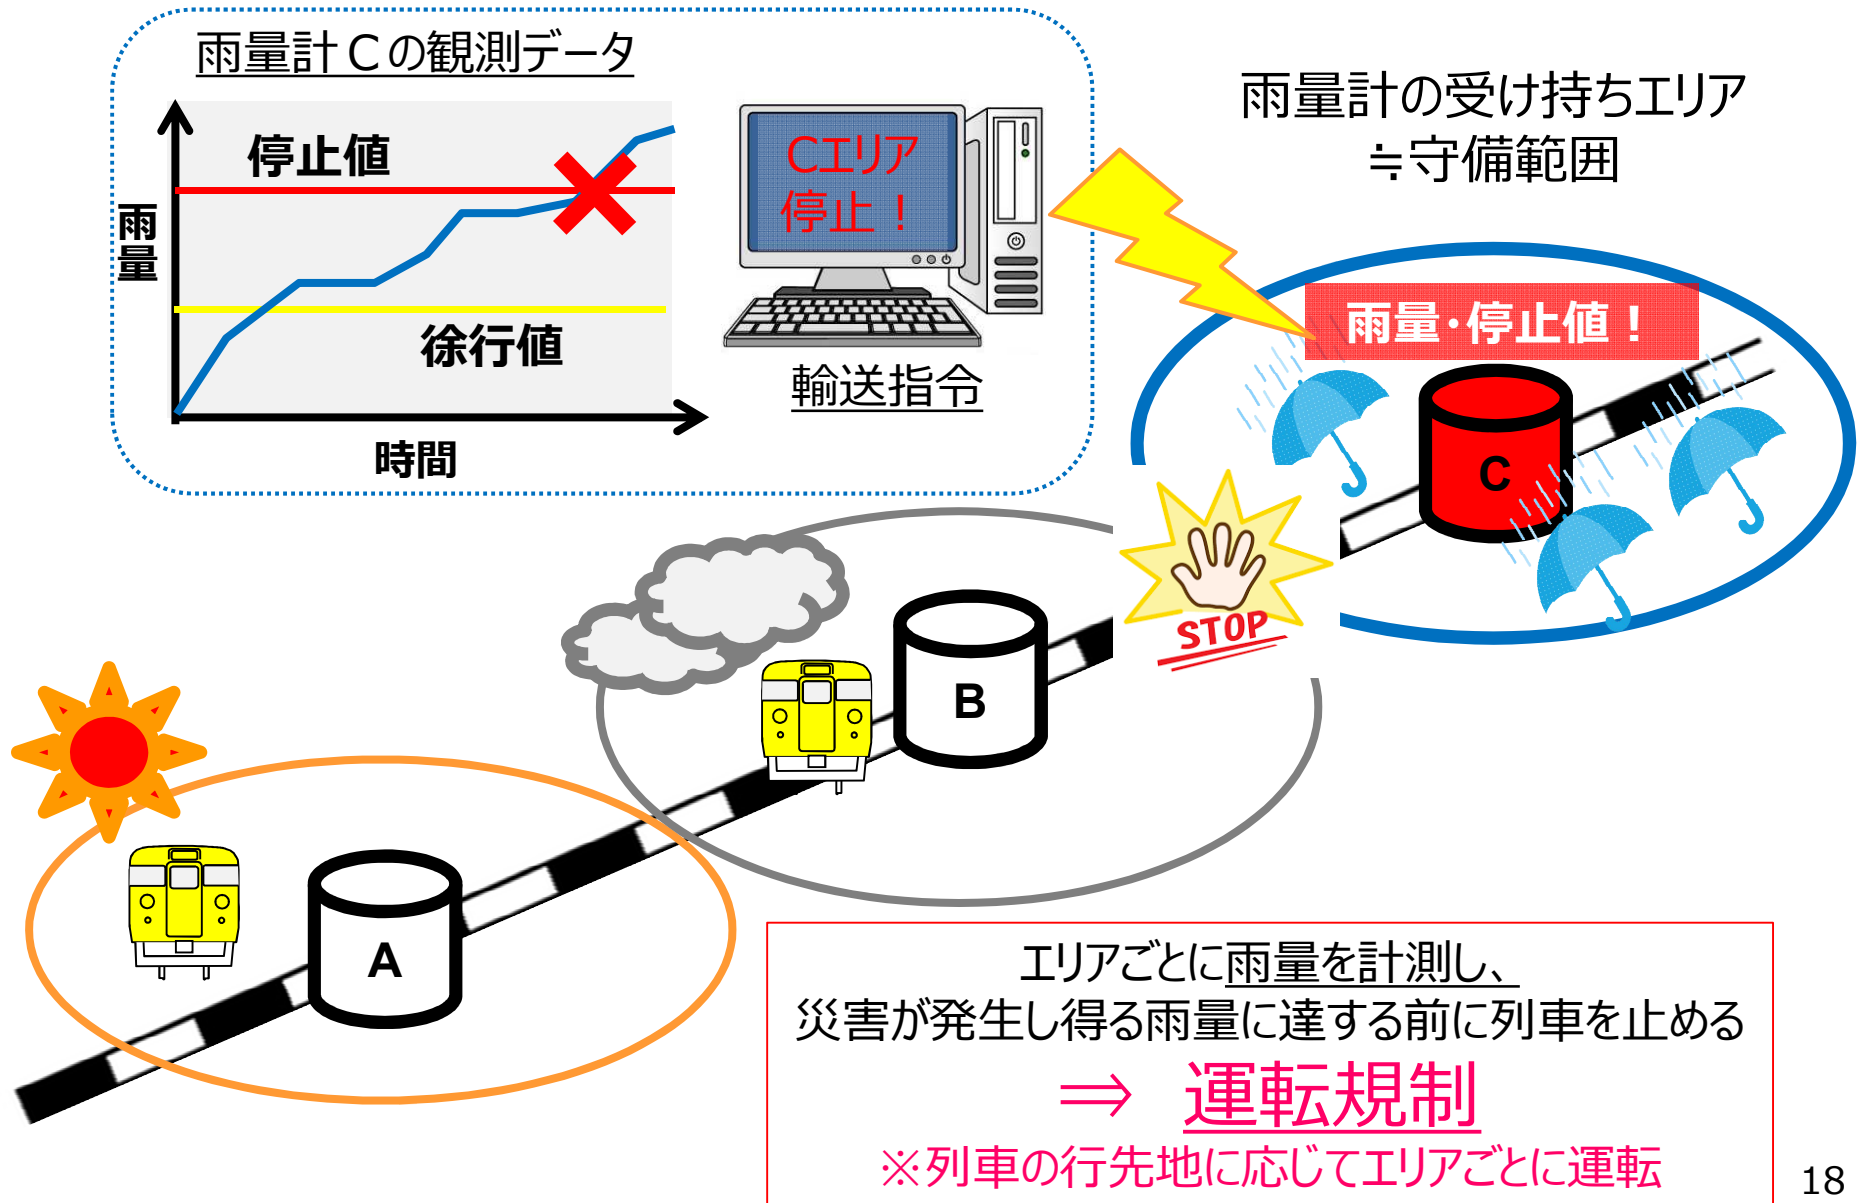 雨量計Cの観測データ
停止値
雨量
徐行値
時間
Cエリア
停止！
輸送指令
雨量計の受け持ちエリア
≒守備範囲
雨量・停止値！
C
STOP
B
A
エリアごとに雨量を計測し、
災害が発生し得る雨量に達する前に列車を止める
⇒ 運転規制
※列車の行先地に応じてエリアごとに運転
18